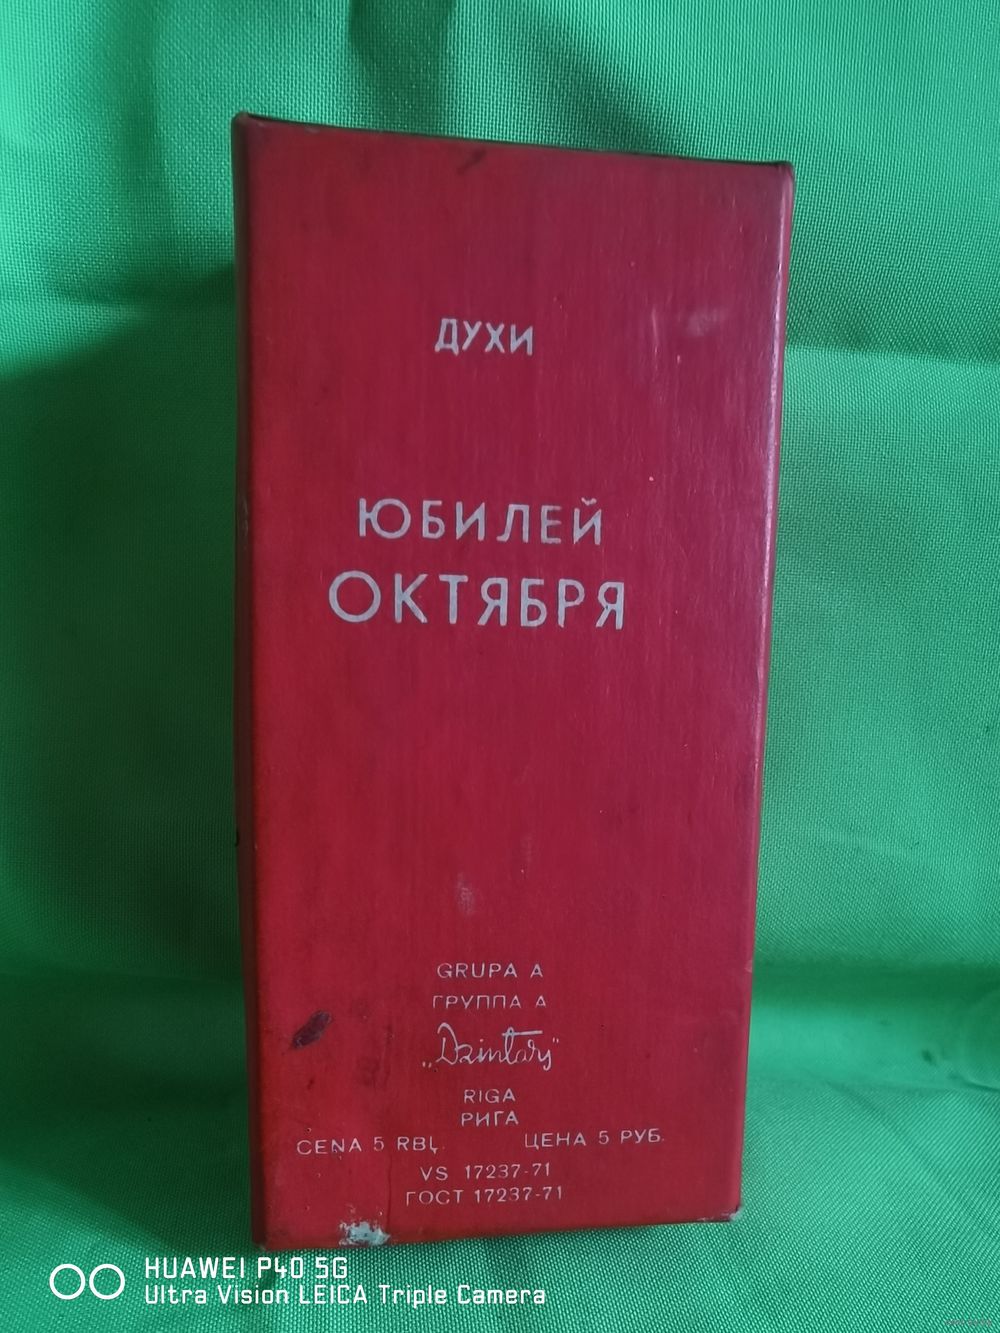 ДУХИ
ЮБИЛЕЙ
ОКТЯБРЯ
GRUPA A
ГРУППА А
„Dzintars”
RIGA
РИГА
CENA 5 RBĻ. ЦЕНА 5 РУБ.
VS 17237-71
ГОСТ 17237-71
HUAWEI P40 5G
Ultra Vision LEICA Triple Camera